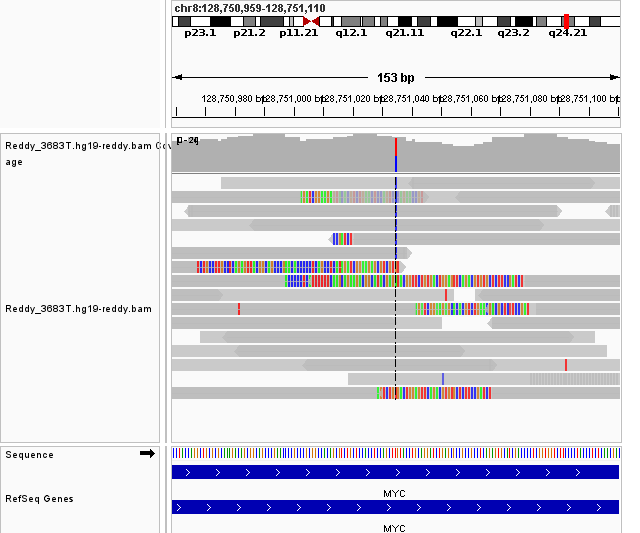 chr8:128,750,959-128,751,110
p23.1 p21.2 p11.21 q12.1 q21.11 q22.1 q23.2 q24.21
153 bp
128,750,980 bp 128,751,000 bp 128,751,020 bp 128,751,040 bp 128,751,060 bp 128,751,080 bp 128,751,100 bp
Reddy_3683T.hg19-reddy.bam Cov
age
Reddy_3683T.hg19-reddy.bam
Sequence
MYC
RefSeq Genes
MYC